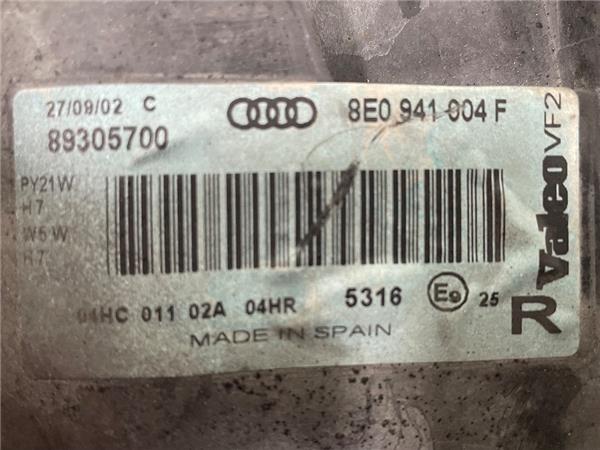 27/09/02 C
8E0 941 004 F
89305700
PY21W
H7
W5W
H7
04HC 011 02A 04HR 5316 E9 25
MADE IN SPAIN
R
Valeo VF2